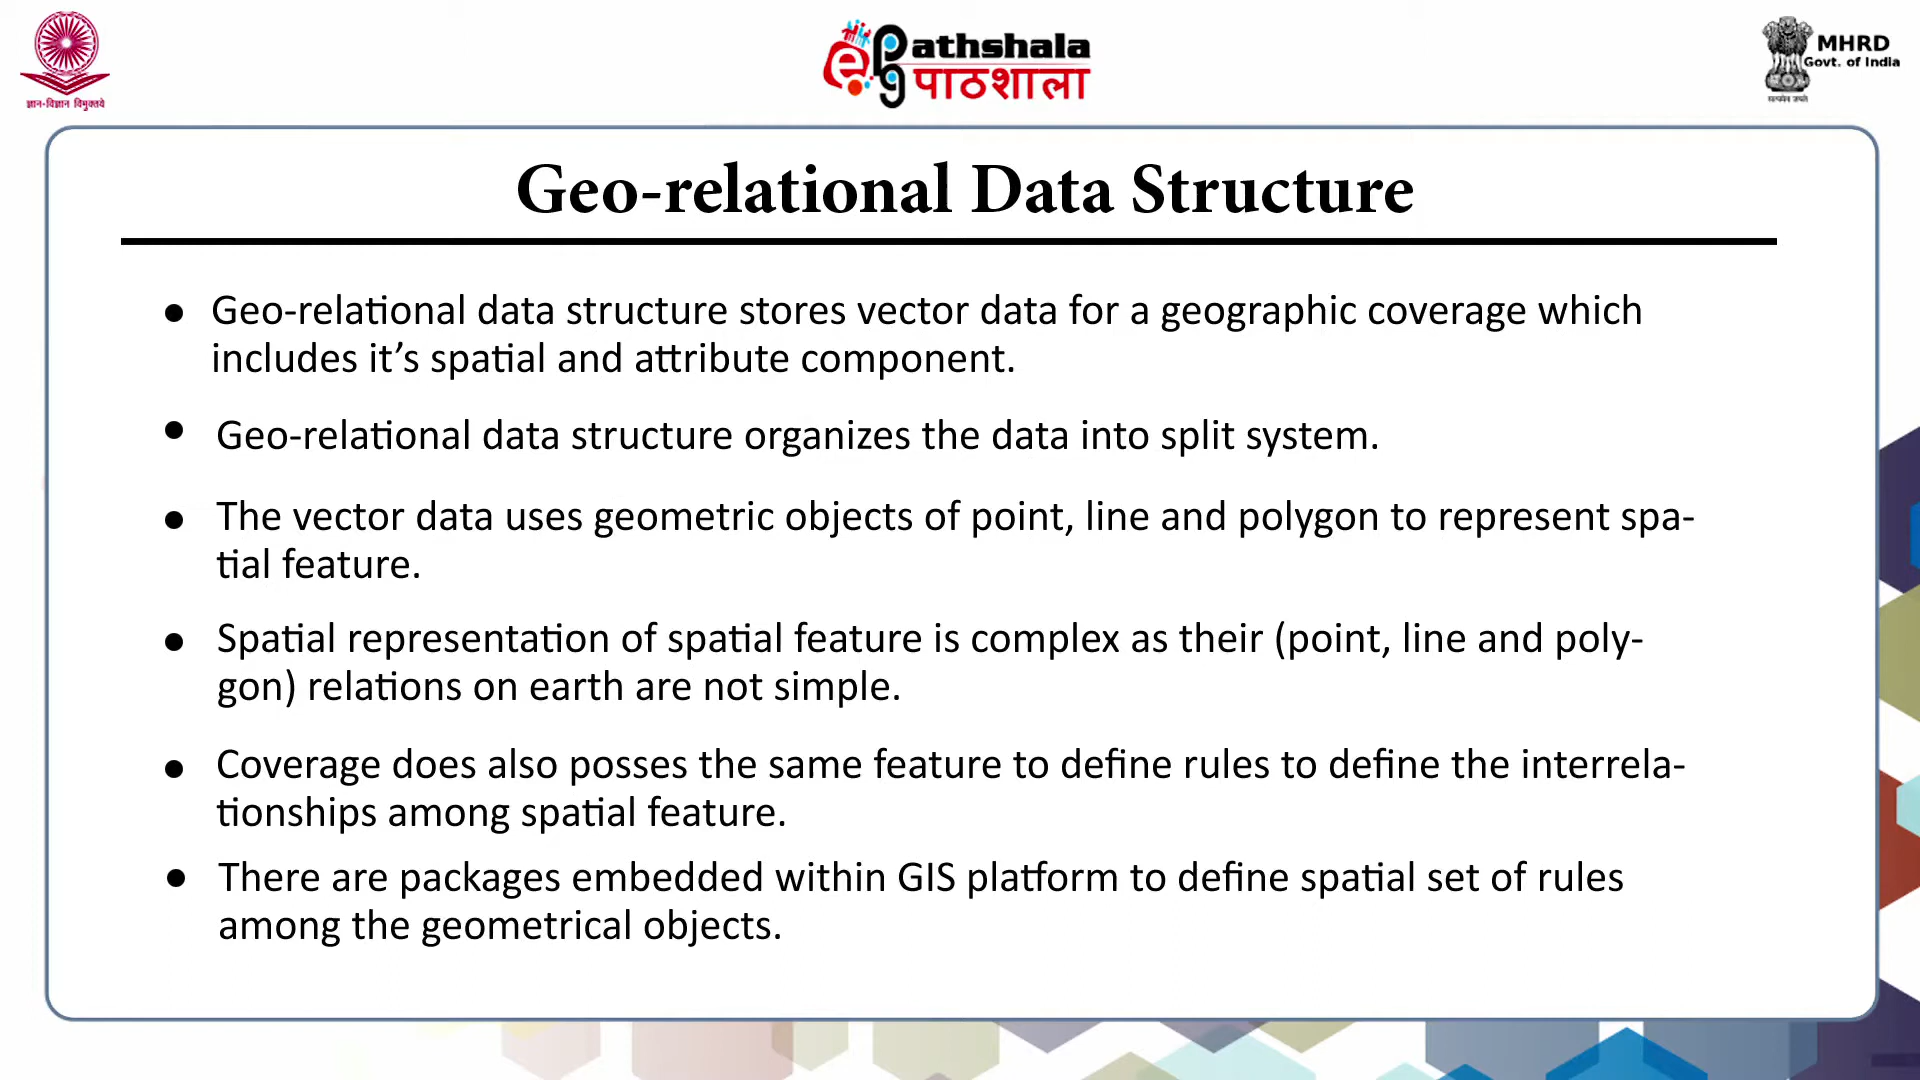 ज्ञान-विज्ञान विमुक्तये
ePgathshala
पाठशाला
MHRD
Govt. of India
सत्यमेव जयते
Geo-relational Data Structure
● Geo-relational data structure stores vector data for a geographic coverage which
includes it’s spatial and attribute component.
● Geo-relational data structure organizes the data into split system.
● The vector data uses geometric objects of point, line and polygon to represent spa-
tial feature.
● Spatial representation of spatial feature is complex as their (point, line and poly-
gon) relations on earth are not simple.
● Coverage does also posses the same feature to define rules to define the interrela-
tionships among spatial feature.
● There are packages embedded within GIS platform to define spatial set of rules
among the geometrical objects.